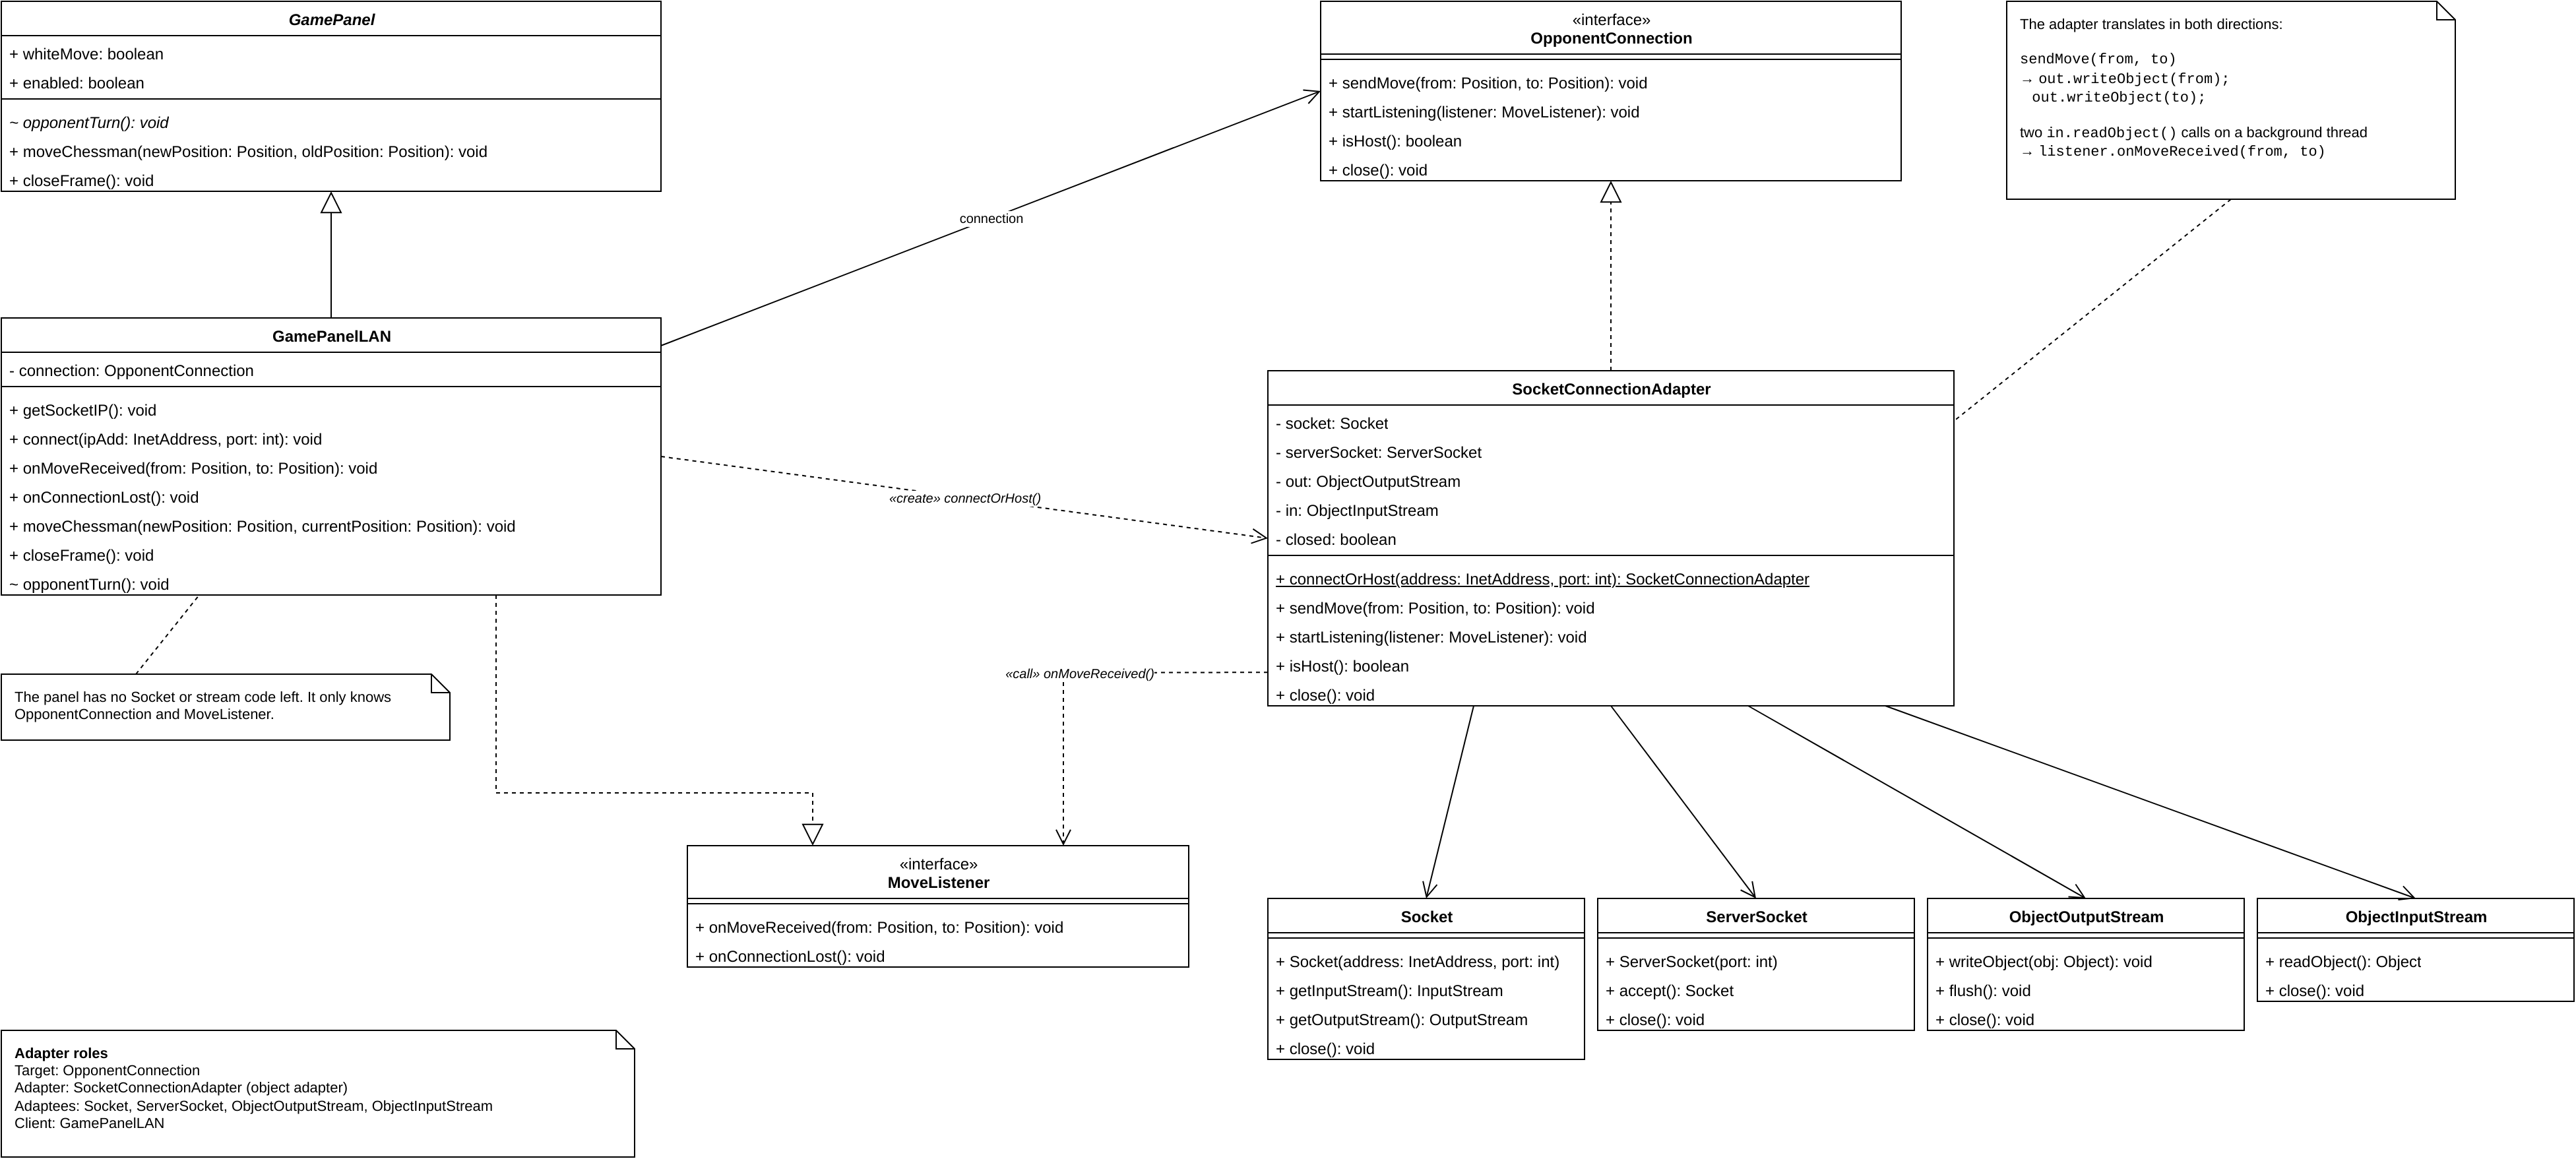 GamePanel
+ whiteMove: boolean
+ enabled: boolean
~ opponentTurn(): void
+ moveChessman(newPosition: Position, oldPosition: Position): void
+ closeFrame(): void
«interface»
OpponentConnection
+ sendMove(from: Position, to: Position): void
+ startListening(listener: MoveListener): void
+ isHost(): boolean
+ close(): void
The adapter translates in both directions:
sendMove(from, to)
→ out.writeObject(from);
out.writeObject(to);
two in.readObject() calls on a background thread
→ listener.onMoveReceived(from, to)
connection
GamePanelLAN
- connection: OpponentConnection
+ getSocketIP(): void
+ connect(ipAdd: InetAddress, port: int): void
+ onMoveReceived(from: Position, to: Position): void
+ onConnectionLost(): void
+ moveChessman(newPosition: Position, currentPosition: Position): void
+ closeFrame(): void
~ opponentTurn(): void
«create» connectOrHost()
SocketConnectionAdapter
- socket: Socket
- serverSocket: ServerSocket
- out: ObjectOutputStream
- in: ObjectInputStream
- closed: boolean
+ connectOrHost(address: InetAddress, port: int): SocketConnectionAdapter
+ sendMove(from: Position, to: Position): void
+ startListening(listener: MoveListener): void
+ isHost(): boolean
+ close(): void
«call» onMoveReceived()
The panel has no Socket or stream code left. It only knows
OpponentConnection and MoveListener.
«interface»
MoveListener
+ onMoveReceived(from: Position, to: Position): void
+ onConnectionLost(): void
Socket
+ Socket(address: InetAddress, port: int)
+ getInputStream(): InputStream
+ getOutputStream(): OutputStream
+ close(): void
ServerSocket
+ ServerSocket(port: int)
+ accept(): Socket
+ close(): void
ObjectOutputStream
+ writeObject(obj: Object): void
+ flush(): void
+ close(): void
ObjectInputStream
+ readObject(): Object
+ close(): void
Adapter roles
Target: OpponentConnection
Adapter: SocketConnectionAdapter (object adapter)
Adaptees: Socket, ServerSocket, ObjectOutputStream, ObjectInputStream
Client: GamePanelLAN